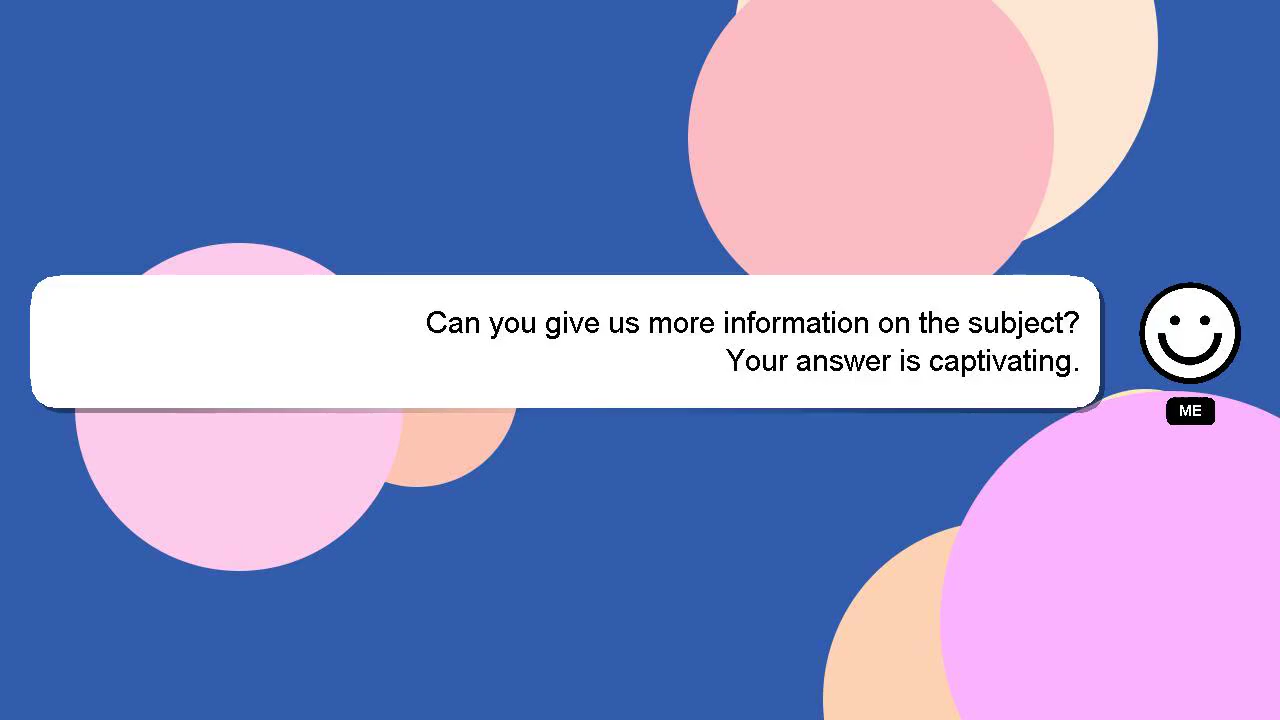 Can you give us more information on the subject?
Your answer is captivating.
ME